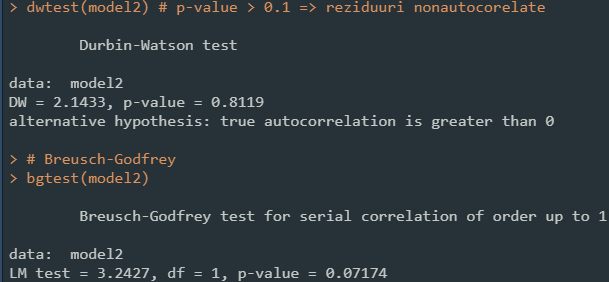 > dwtest(model2) # p-value > 0.1 => reziduuri nonautocorelate
Durbin-Watson test
data:  model2
DW = 2.1433, p-value = 0.8119
alternative hypothesis: true autocorrelation is greater than 0
> # Breusch-Godfrey
> bgtest(model2)
Breusch-Godfrey test for serial correlation of order up to 1
data:  model2
LM test = 3.2427, df = 1, p-value = 0.07174